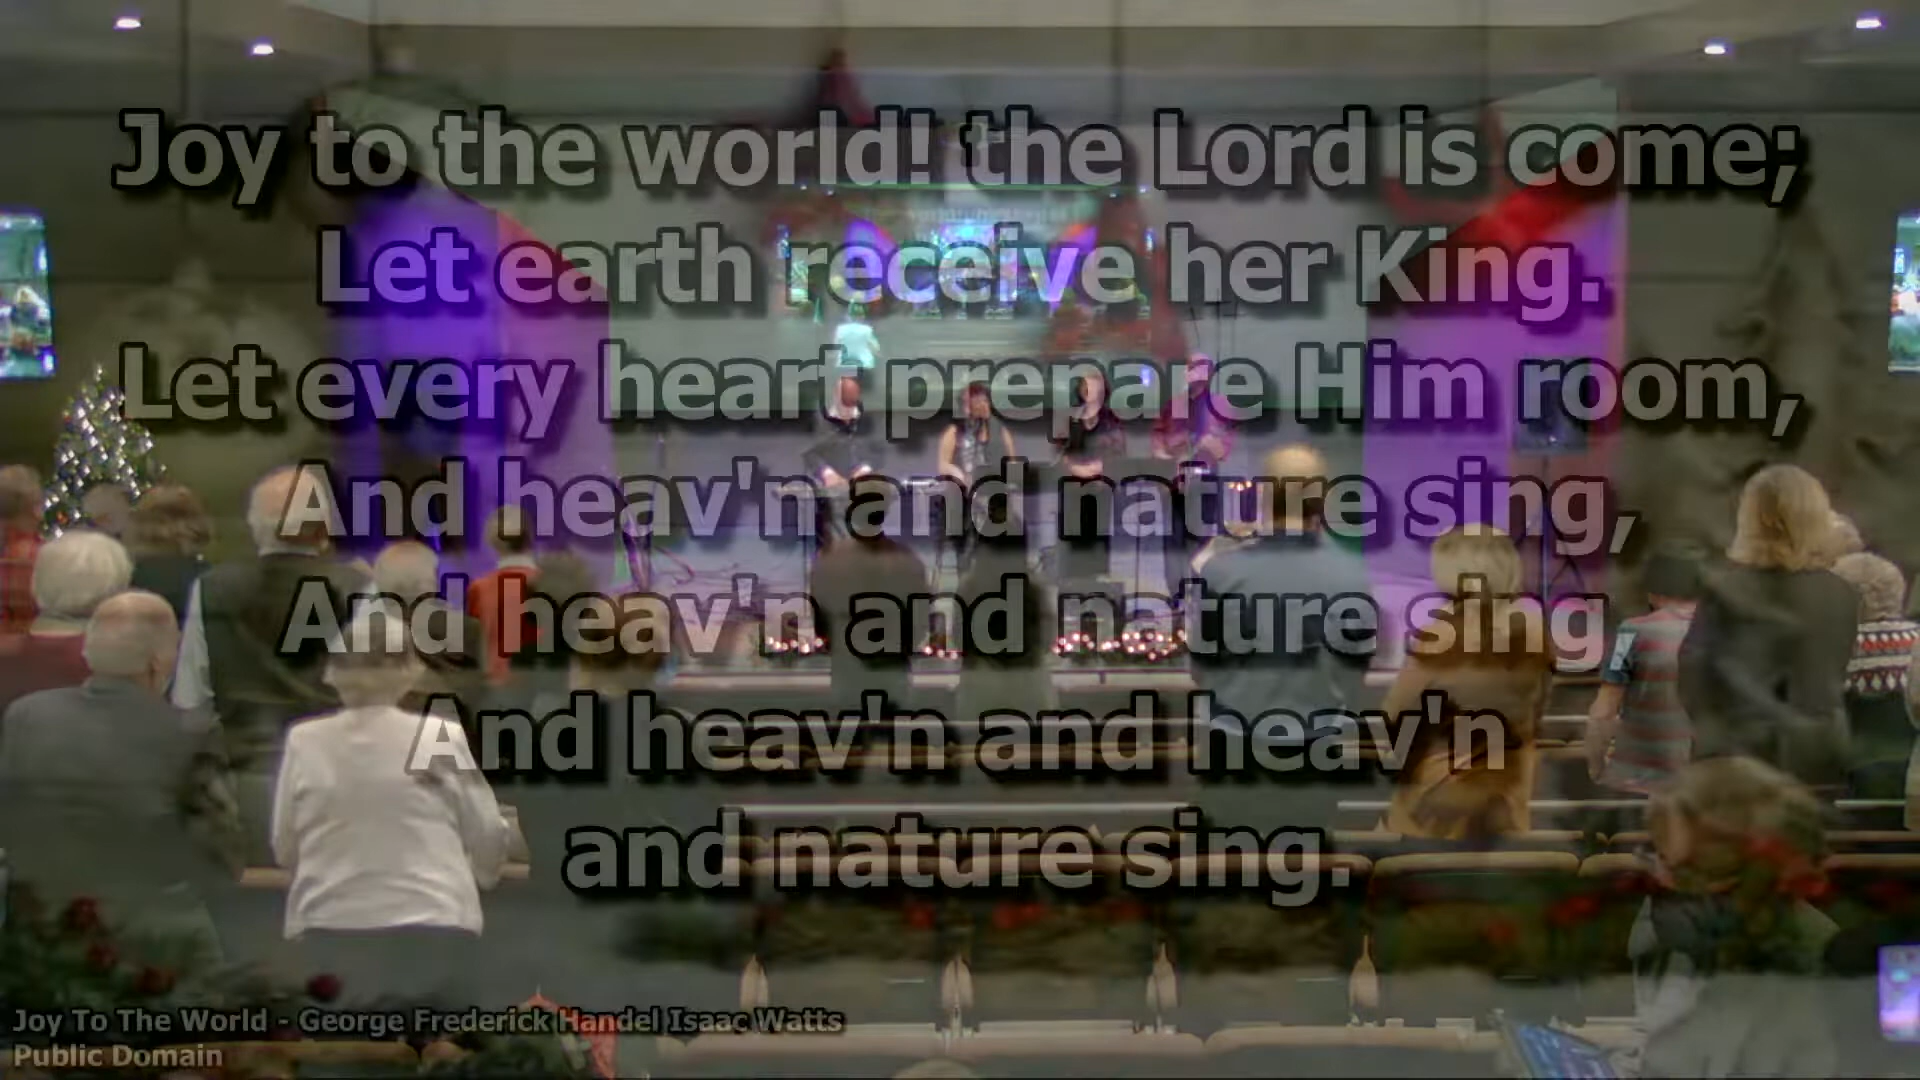 Joy to the world! the Lord is come;
Let earth receive her King.
Let every heart prepare Him room,
And heav'n and nature sing,
And heav'n and nature sing
And heav'n and heav'n
and nature sing.
Joy To The World - George Frederick Handel Isaac Watts
Public Domain